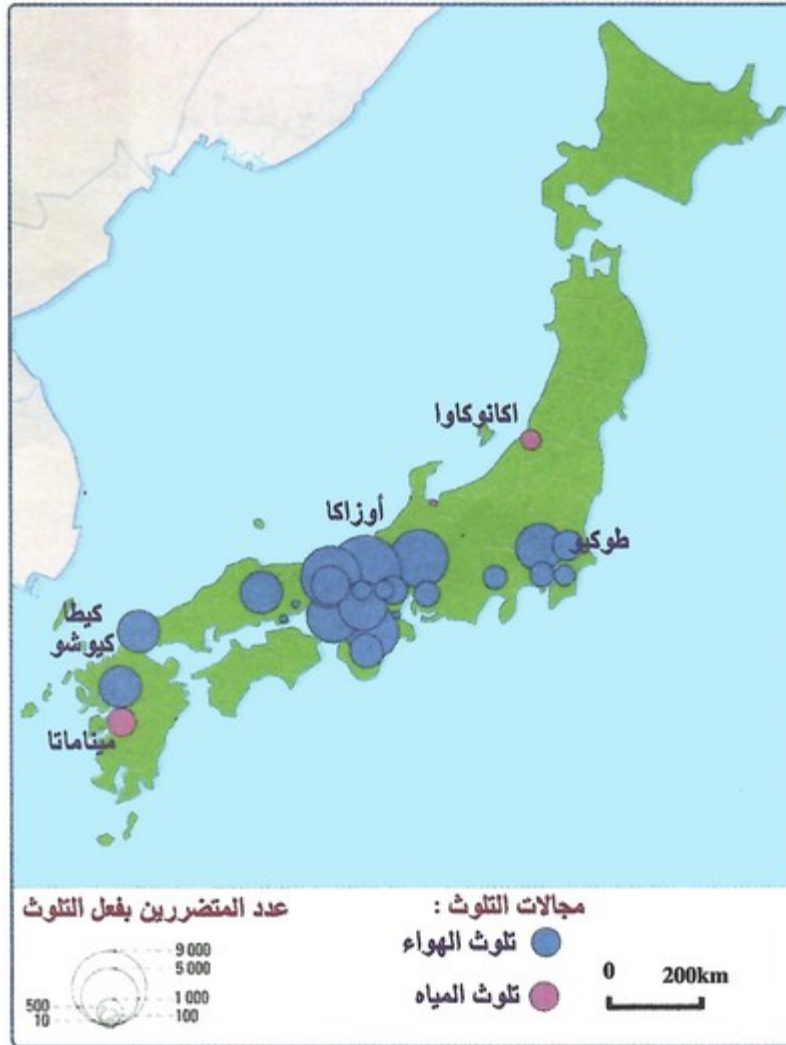 اكانوكاوا
أوزاكا
طوكيو
كيطا
كيوشو
ميناماتا
مجالات التلوث :
تلوث الهواء
تلوث المياه
0 200km
عدد المتضررين بفعل التلوث
9 000
5 000
1 000
500
100
10